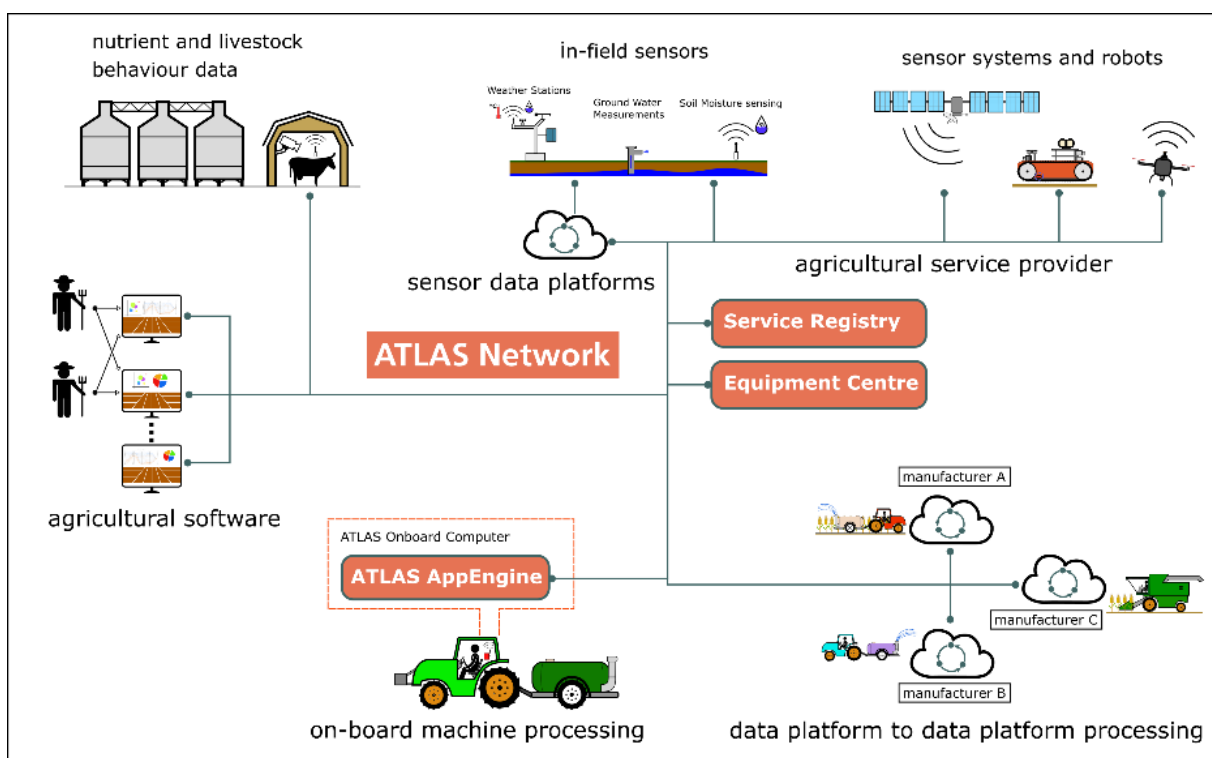 nutrient and livestock
behaviour data
in-field sensors
sensor systems and robots
Weather Stations
°C
Ground Water
Measurements
Soil Moisture sensing
sensor data platforms
agricultural service provider
Service Registry
ATLAS Network
Equipment Centre
agricultural software
manufacturer A
ATLAS Onboard Computer
ATLAS AppEngine
manufacturer C
manufacturer B
on-board machine processing
data platform to data platform processing